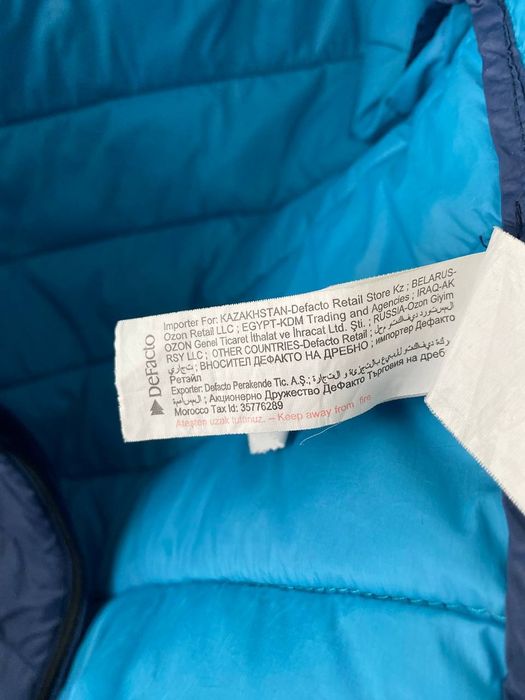 Defacto
Importer For: KAZAKHSTAN-Defacto Retail Store Kz ; BELARUS-
Ozon Retail LLC ; EGYPT-KDM Trading and Agencies ; IRAQ-AK
OZON Genel Ticaret İthalat ve İhracat Ltd. Şti. ; RUSSIA-Ozon Giyim
RSY LLC ; OTHER COUNTRIES-Defacto Retail ;
; ВНОСИТЕЛ ДЕФАКТО НА ДРЕБНО ; импортер Дефакто
Ретайл
Exporter: Defacto Perakende Tic. A.Ş.;
; Акционерно Дружество Дефакто Търговия на дреб
Morocco Tax Id: 35776289
Ateşten uzak tutunuz. – Keep away from fire